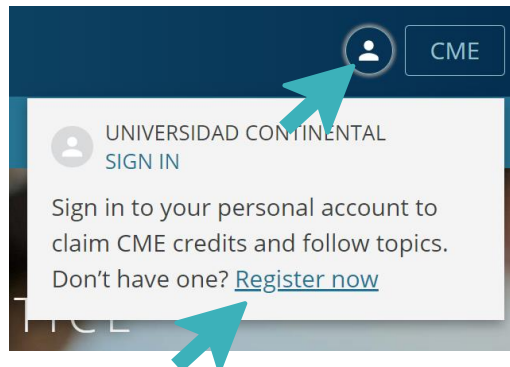 CME
UNIVERSIDAD CONTINENTAL
SIGN IN
Sign in to your personal account to
claim CME credits and follow topics.
Don’t have one? Register now